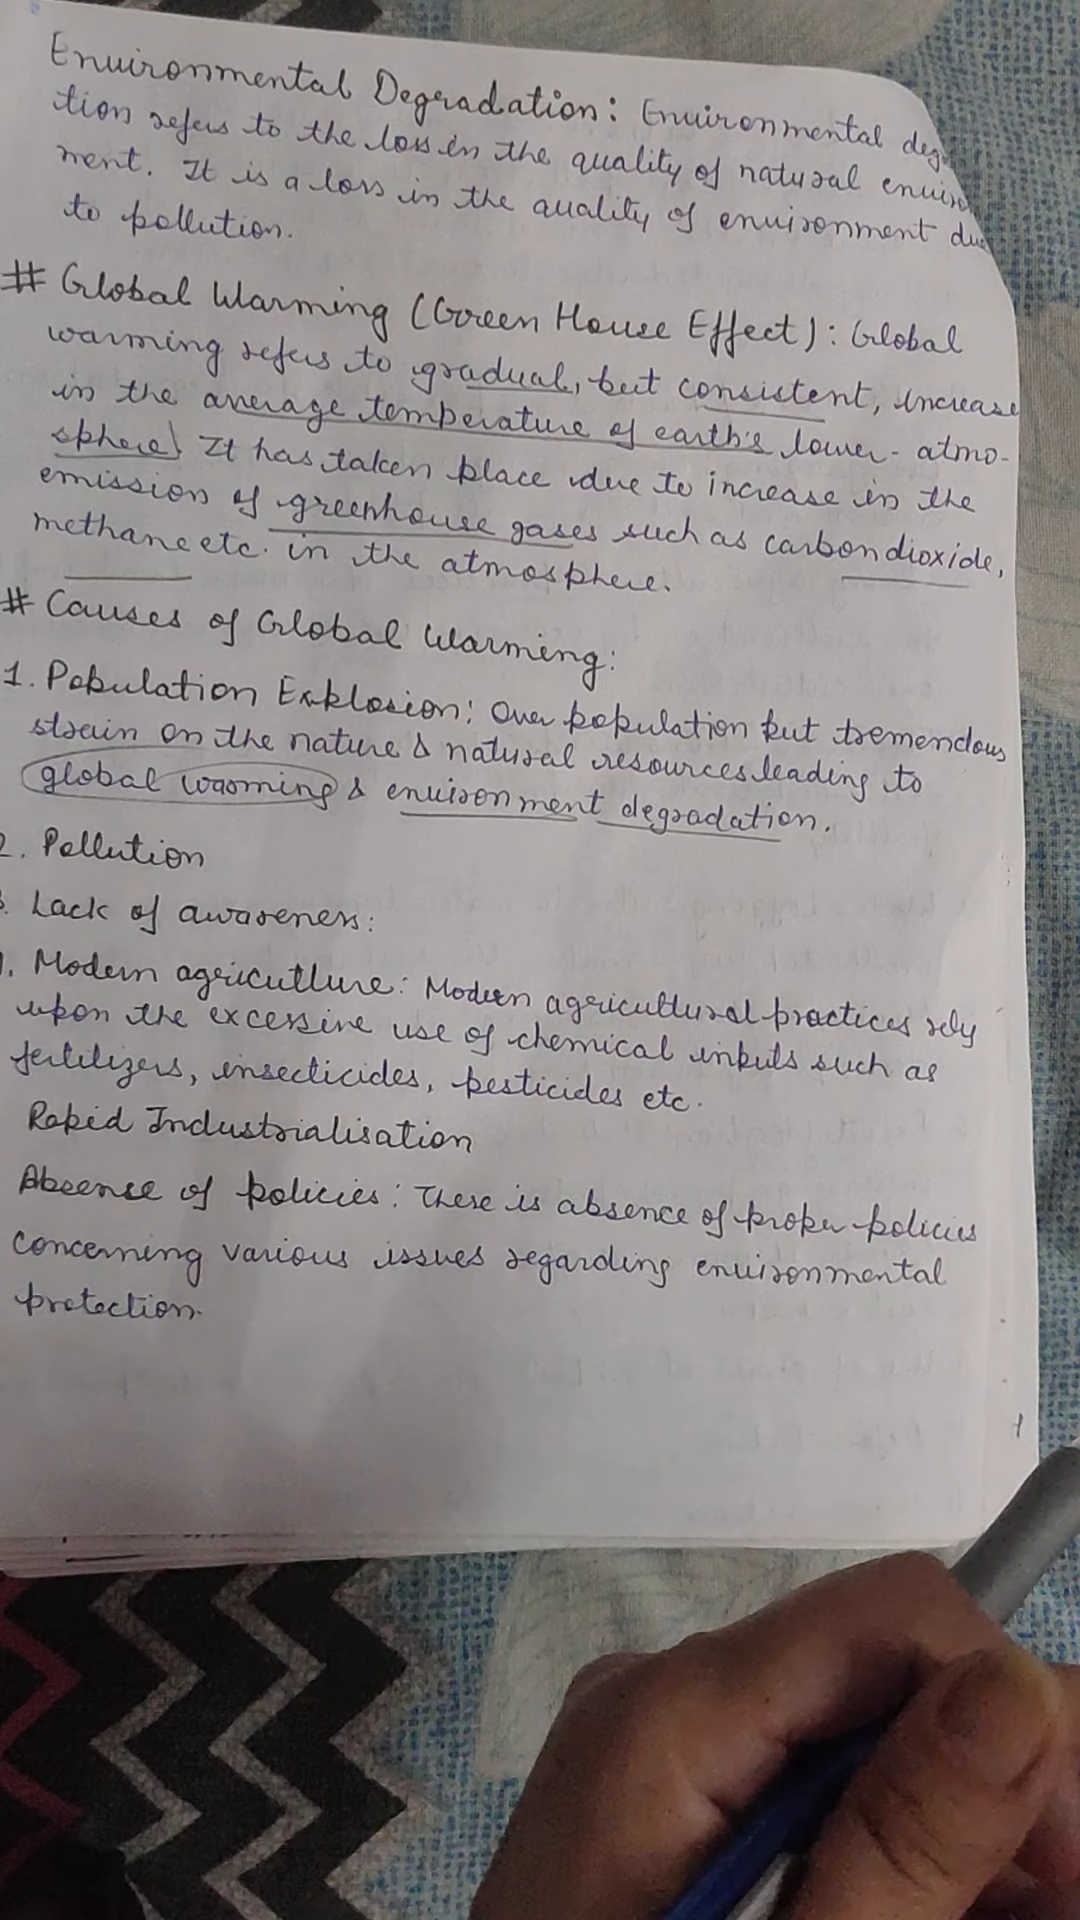 Environmental Degradation: Environmental deg
tion refers to the loss in the quality of natural enviro
ment. It is a loss in the quality of environment due
to pollution.
# Global Warming (Green House Effect): Global
warming refers to gradual, but consistent, increase
in the average temperature of earth's lower-atmo-
sphere. It has taken place due to increase in the
emission of greenhouse gases such as carbondioxide,
methane etc. in the atmosphere.
# Causes of Global Warming:
1. Population Explosion: Over population but tremendous
strain on the nature & natural resources leading to
global warming & environment degradation.
2. Pollution
3. Lack of awareness:
Modern agricutlure: Modern agricultural practices rely
upon the excessive use of chemical inputs such as
fertilizers, insecticides, pesticides etc.
Rapid Industrialisation
Absence of policies: There is absence of proper policies
concerning various issues regarding environmental
protection.